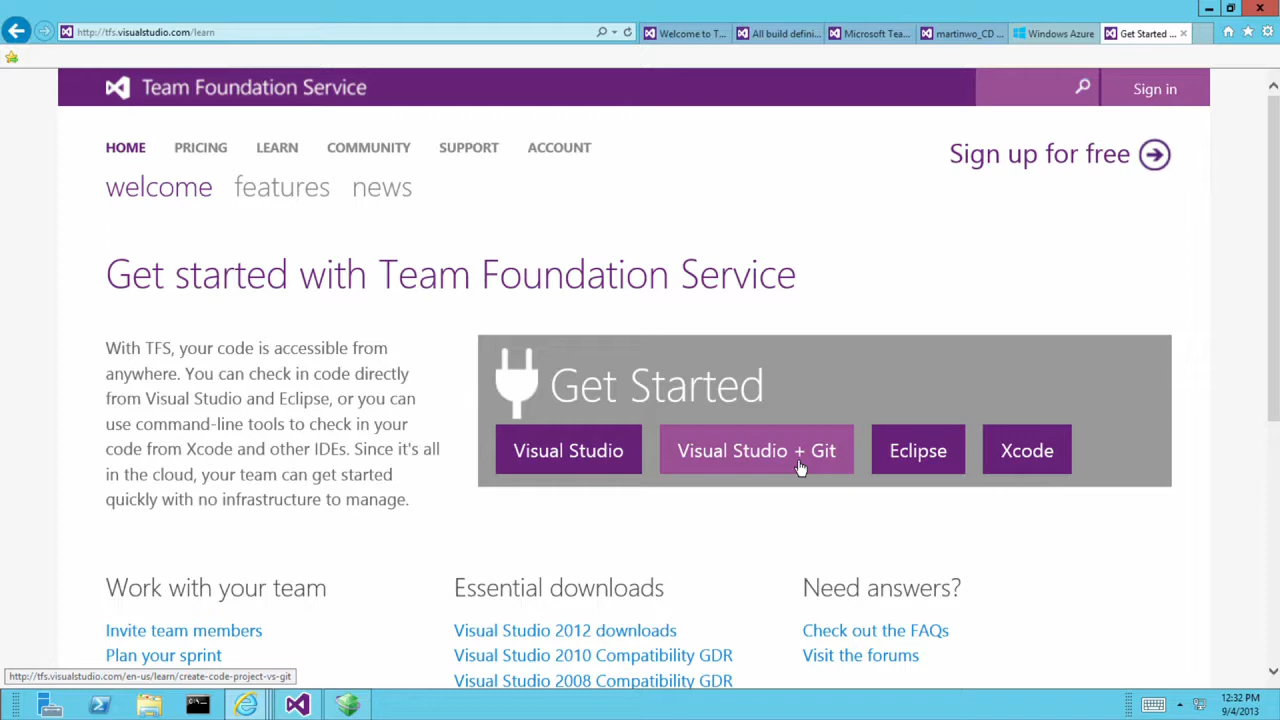 http://tfs.visualstudio.com/learn
Welcome to T...
All build defini...
Microsoft Tea...
martinwo_CD ...
Windows Azure
Get Started ...
Team Foundation Service
Sign in
HOME PRICING LEARN COMMUNITY SUPPORT ACCOUNT
Sign up for free
welcome features news
Get started with Team Foundation Service
With TFS, your code is accessible from
anywhere. You can check in code directly
from Visual Studio and Eclipse, or you can
use command-line tools to check in your
code from Xcode and other IDEs. Since it's all
in the cloud, your team can get started
quickly with no infrastructure to manage.
Get Started
Visual Studio
Visual Studio + Git
Eclipse
Xcode
Work with your team
Invite team members
Plan your sprint
Essential downloads
Visual Studio 2012 downloads
Visual Studio 2010 Compatibility GDR
Visual Studio 2008 Compatibility GDR
Need answers?
Check out the FAQs
Visit the forums
http://tfs.visualstudio.com/en-us/learn/create-code-project-vs-git
12:32 PM
9/4/2013